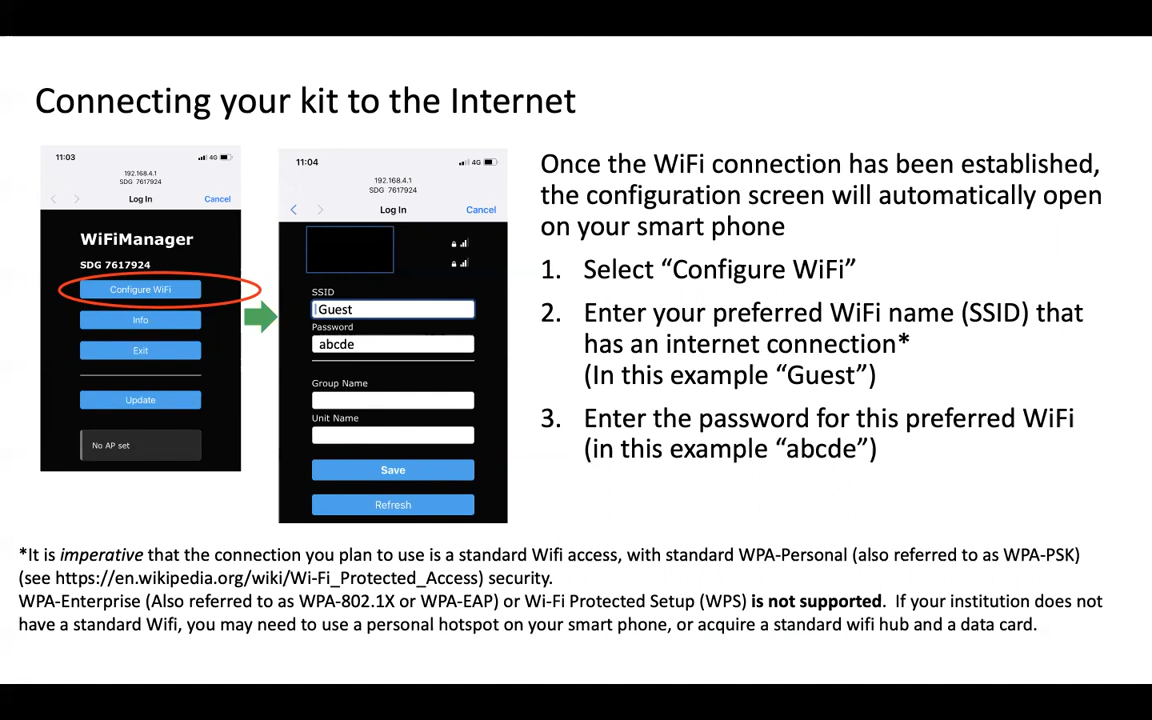 Connecting your kit to the Internet
11:03
4G
192.168.4.1
SDG 7617924
Log In
Cancel
WiFiManager
SDG 7617924
Configure WiFi
Info
Exit
Update
No AP set
11:04
4G
192.168.4.1
SDG 7617924
Log In
Cancel
SSID
Guest
Password
abcde
Group Name
Unit Name
Save
Refresh
Once the WiFi connection has been established,
the configuration screen will automatically open
on your smart phone
1. Select “Configure WiFi”
2. Enter your preferred WiFi name (SSID) that
has an internet connection*
(In this example “Guest”)
3. Enter the password for this preferred WiFi
(in this example “abcde”)
*It is imperative that the connection you plan to use is a standard Wifi access, with standard WPA-Personal (also referred to as WPA-PSK)
(see https://en.wikipedia.org/wiki/Wi-Fi_Protected_Access) security.
WPA-Enterprise (Also referred to as WPA-802.1X or WPA-EAP) or Wi-Fi Protected Setup (WPS) is not supported. If your institution does not
have a standard Wifi, you may need to use a personal hotspot on your smart phone, or acquire a standard wifi hub and a data card.